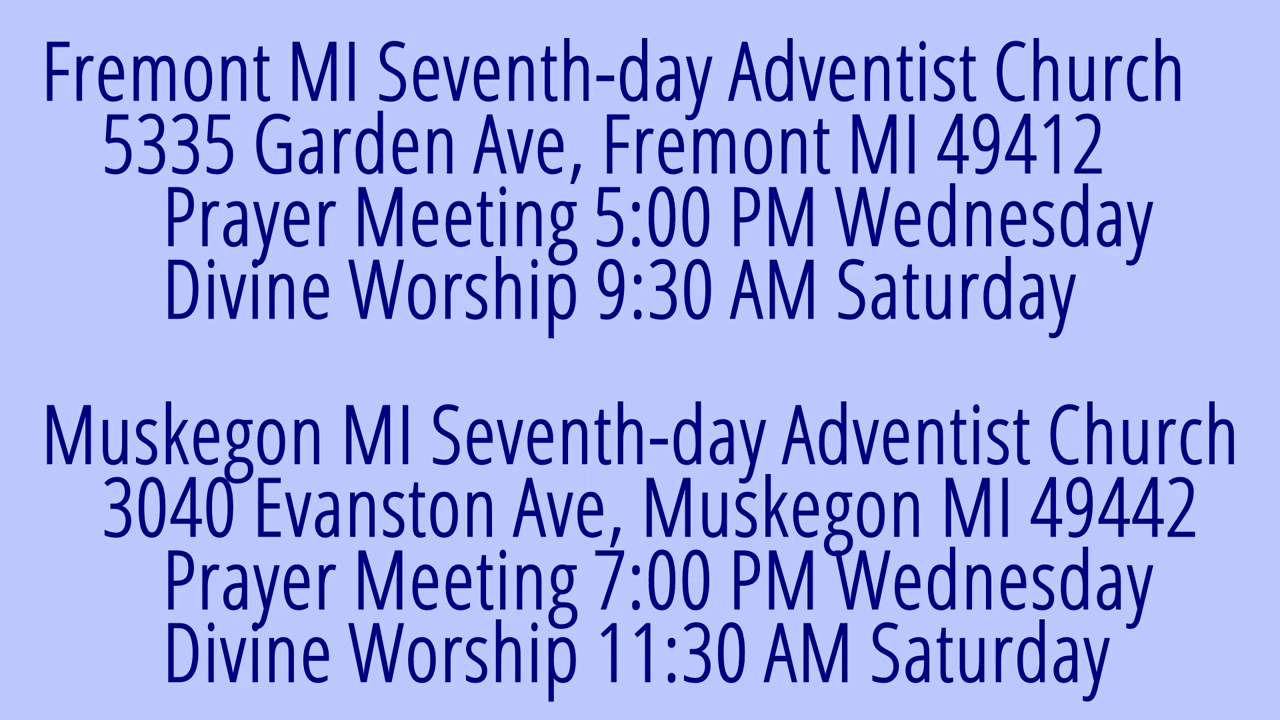 Fremont MI Seventh-day Adventist Church
5335 Garden Ave, Fremont MI 49412
Prayer Meeting 5:00 PM Wednesday
Divine Worship 9:30 AM Saturday
Muskegon MI Seventh-day Adventist Church
3040 Evanston Ave, Muskegon MI 49442
Prayer Meeting 7:00 PM Wednesday
Divine Worship 11:30 AM Saturday